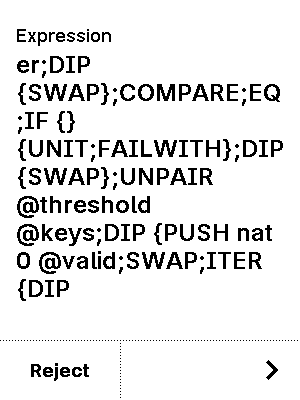 Expression
er;DIP
{SWAP};COMPARE;EQ
;IF {}
{UNIT;FAILWITH};DIP
{SWAP};UNPAIR
@threshold
@keys;DIP {PUSH nat
0 @valid;SWAP;ITER
{DIP
Reject